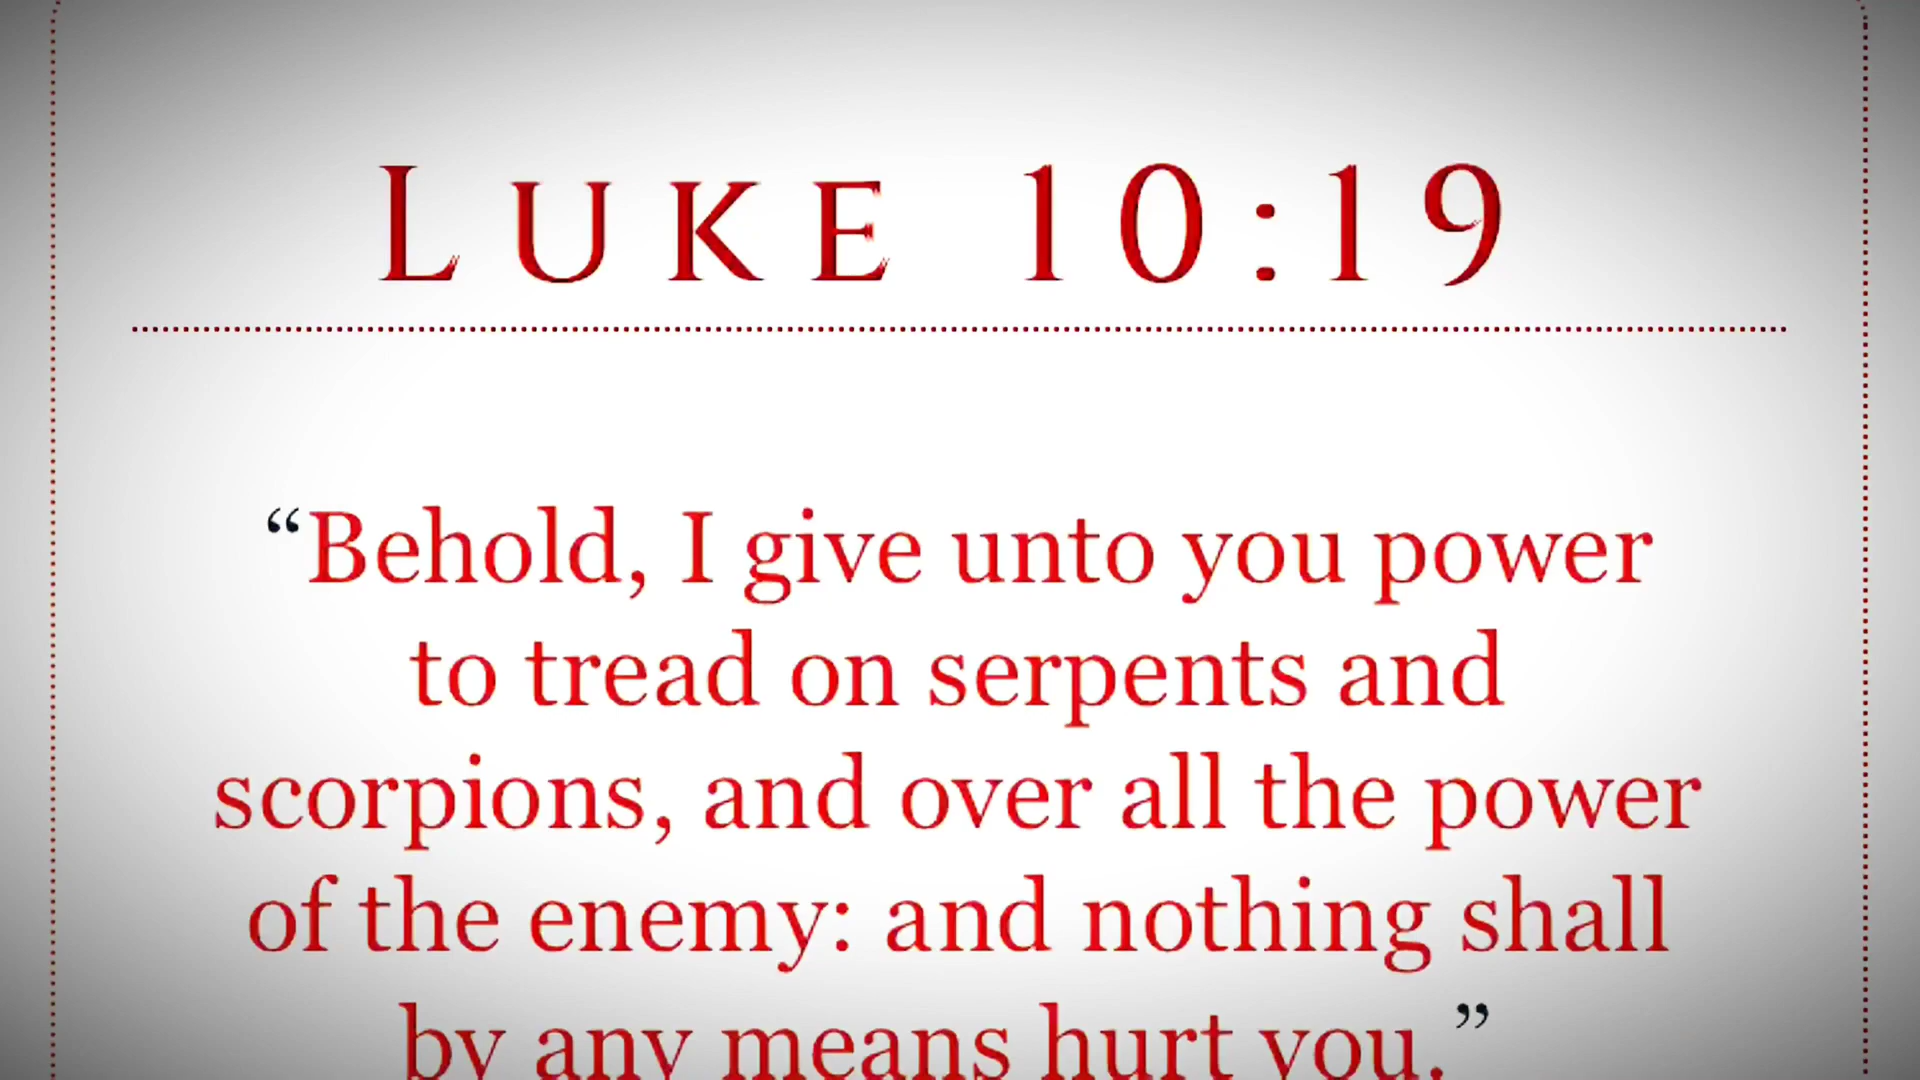 Luke 10:19
“Behold, I give unto you power
to tread on serpents and
scorpions, and over all the power
of the enemy: and nothing shall
by any means hurt you.”